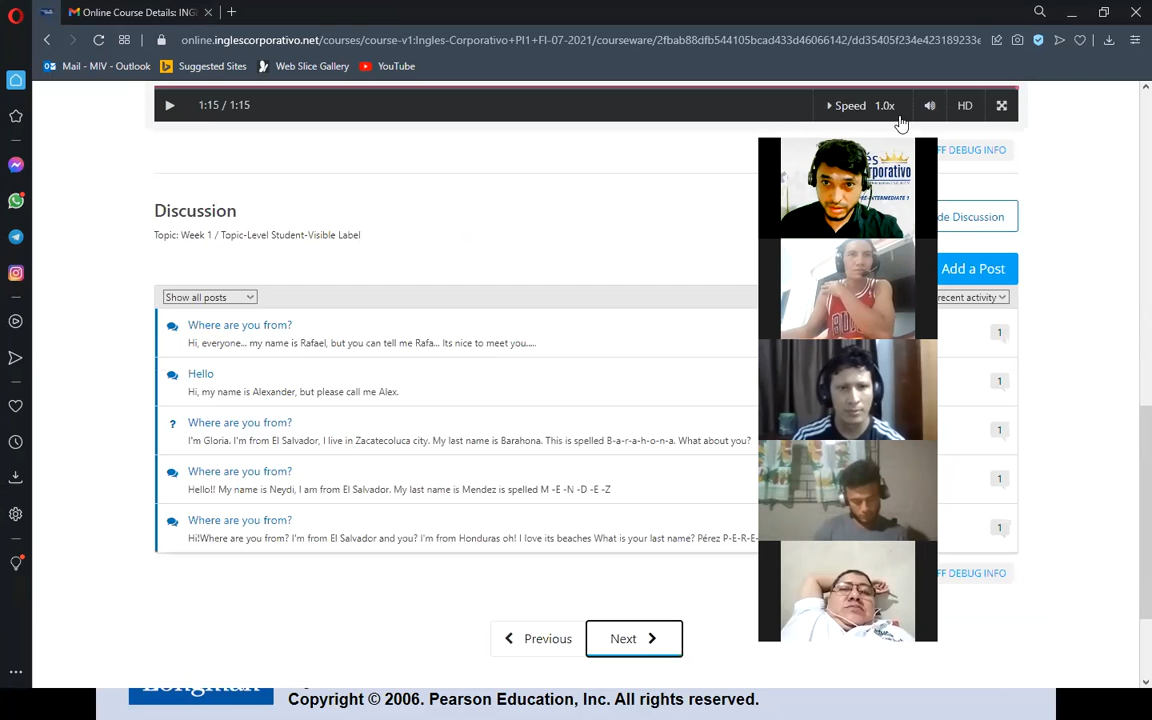 Online Course Details: ING
online.inglescorporativo.net/courses/course-v1:Ingles-Corporativo+PI1+FI-07-2021/courseware/2fbab88dfb544105bcad433d46066142/dd35405f234e423189233e
Mail - MIV - Outlook
Suggested Sites
Web Slice Gallery
YouTube
1:15 / 1:15
Speed 1.0x
HD
FF DEBUG INFO
és
rporativo
PRE-INTERMEDIATE 1
Discussion
Topic: Week 1 / Topic-Level Student-Visible Label
de Discussion
Add a Post
Show all posts
recent activity
Where are you from?
Hi, everyone... my name is Rafael, but you can tell me Rafa... Its nice to meet you.....
1
Hello
Hi, my name is Alexander, but please call me Alex.
1
Where are you from?
I'm Gloria. I'm from El Salvador, I live in Zacatecoluca city. My last name is Barahona. This is spelled B-a-r-a-h-o-n-a. What about you?
1
Where are you from?
Hello!! My name is Neydi, I am from El Salvador. My last name is Mendez is spelled M -E -N -D -E -Z
1
Where are you from?
Hi!Where are you from? I'm from El Salvador and you? I'm from Honduras oh! I love its beaches What is your last name? Pérez P-E-R-E-
1
FF DEBUG INFO
Previous
Next
Longman
Copyright © 2006. Pearson Education, Inc. All rights reserved.